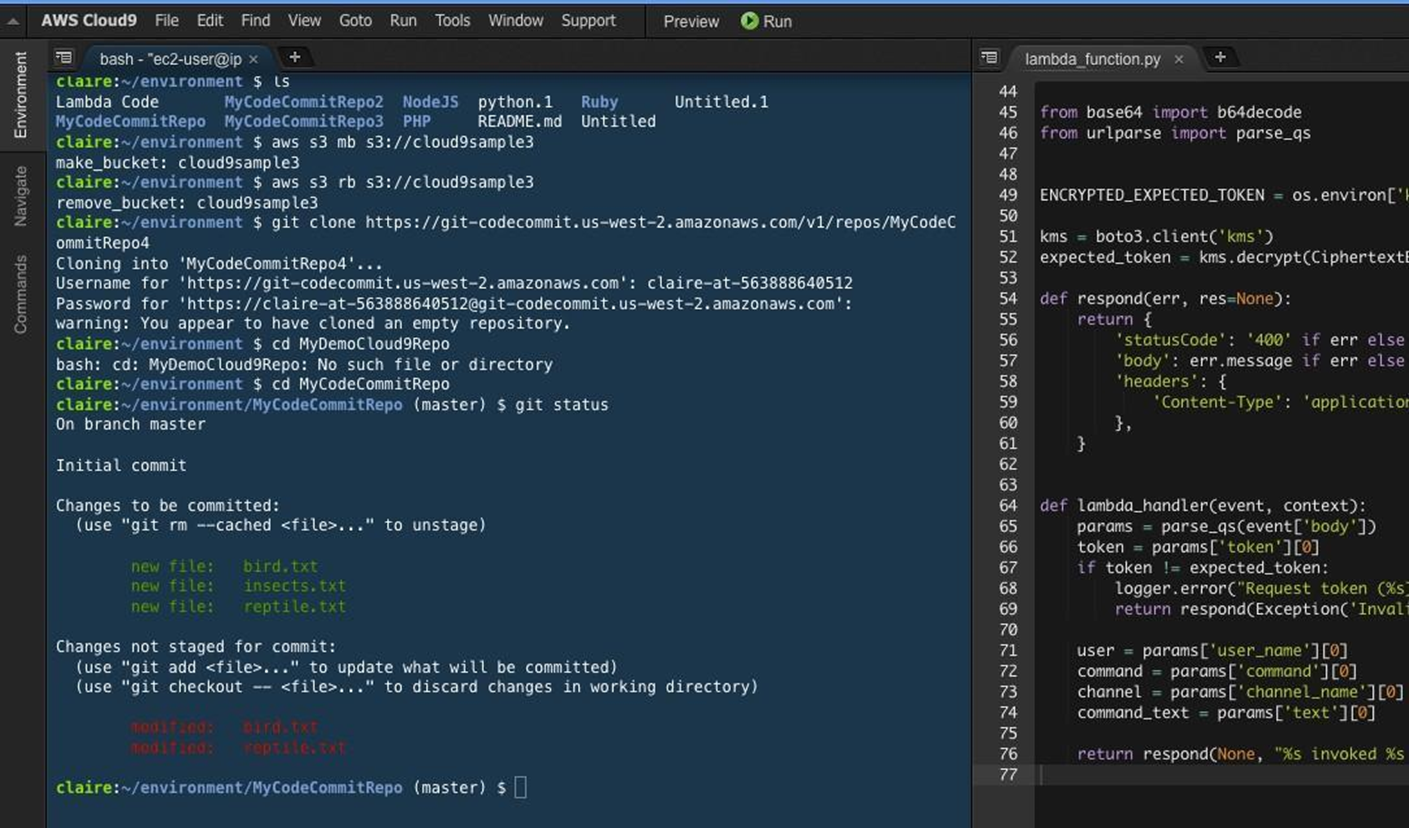 AWS Cloud9 File Edit Find View Goto Run Tools Window Support Preview Run
Environment
Navigate
Commands
bash - "ec2-user@ip × +
claire:~/environment $ ls
Lambda Code MyCodeCommitRepo2 NodeJS python.1 Ruby Untitled.1
MyCodeCommitRepo MyCodeCommitRepo3 PHP README.md Untitled
claire:~/environment $ aws s3 mb s3://cloud9sample3
make_bucket: cloud9sample3
claire:~/environment $ aws s3 rb s3://cloud9sample3
remove_bucket: cloud9sample3
claire:~/environment $ git clone https://git-codecommit.us-west-2.amazonaws.com/v1/repos/MyCodeC
ommitRepo4
Cloning into 'MyCodeCommitRepo4'...
Username for 'https://git-codecommit.us-west-2.amazonaws.com': claire-at-563888640512
Password for 'https://claire-at-563888640512@git-codecommit.us-west-2.amazonaws.com':
warning: You appear to have cloned an empty repository.
claire:~/environment $ cd MyDemoCloud9Repo
bash: cd: MyDemoCloud9Repo: No such file or directory
claire:~/environment $ cd MyCodeCommitRepo
claire:~/environment/MyCodeCommitRepo (master) $ git status
On branch master
Initial commit
Changes to be committed:
(use "git rm --cached <file>..." to unstage)
new file: bird.txt
new file: insects.txt
new file: reptile.txt
Changes not staged for commit:
(use "git add <file>..." to update what will be committed)
(use "git checkout -- <file>..." to discard changes in working directory)
modified: bird.txt
modified: reptile.txt
claire:~/environment/MyCodeCommitRepo (master) $
lambda_function.py × +
44
45 from base64 import b64decode
46 from urlparse import parse_qs
47
48
49 ENCRYPTED_EXPECTED_TOKEN = os.environ['k
50
51 kms = boto3.client('kms')
52 expected_token = kms.decrypt(CiphertextB
53
54 def respond(err, res=None):
55 return {
56 'statusCode': '400' if err else
57 'body': err.message if err else
58 'headers': {
59 'Content-Type': 'application
60 },
61 }
62
63
64 def lambda_handler(event, context):
65 params = parse_qs(event['body'])
66 token = params['token'][0]
67 if token != expected_token:
68 logger.error("Request token (%s)
69 return respond(Exception('Invali
70
71 user = params['user_name'][0]
72 command = params['command'][0]
73 channel = params['channel_name'][0]
74 command_text = params['text'][0]
75
76 return respond(None, "%s invoked %s
77